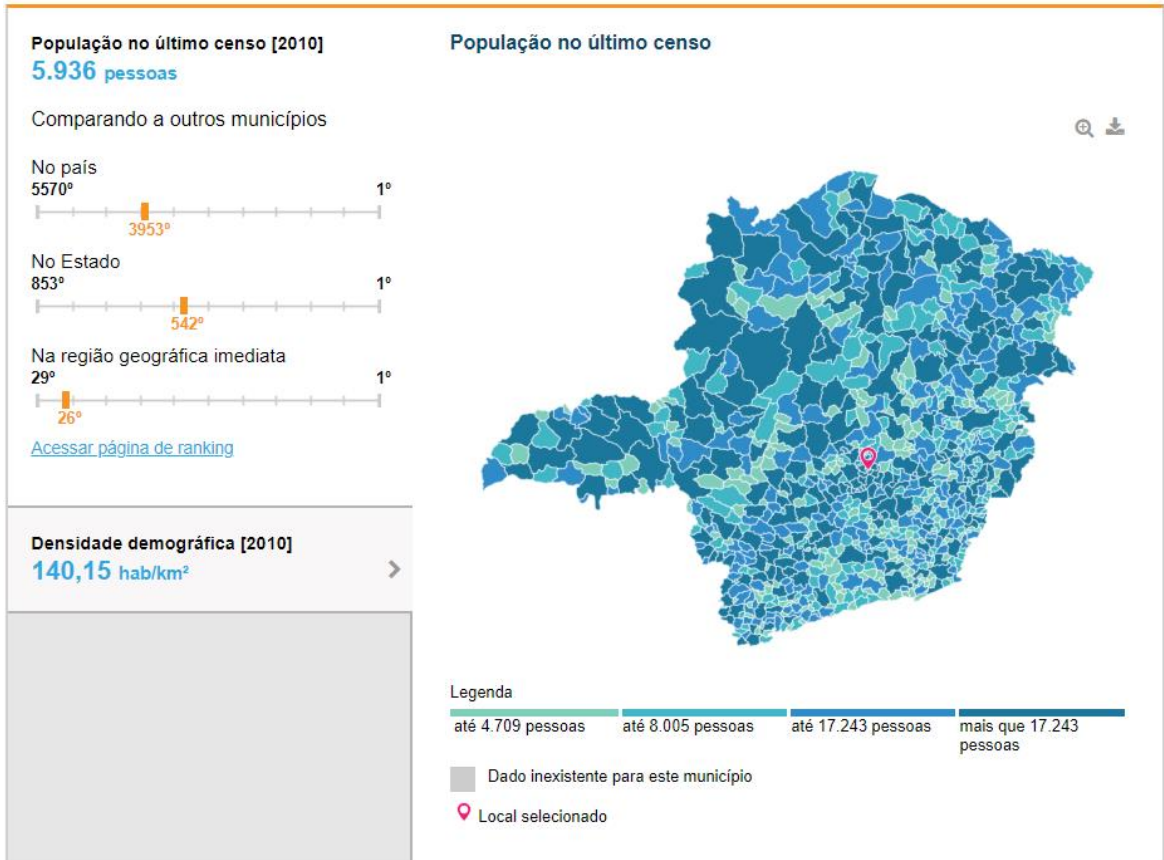 População no último censo [2010]
5.936 pessoas
Comparando a outros municípios
No país
5570º 1º
3953º
No Estado
853º 1º
542º
Na região geográfica imediata
29º 1º
26º
Acessar página de ranking
Densidade demográfica [2010]
140,15 hab/km²
População no último censo
Legenda
até 4.709 pessoas
até 8.005 pessoas
até 17.243 pessoas
mais que 17.243
pessoas
Dado inexistente para este município
Local selecionado